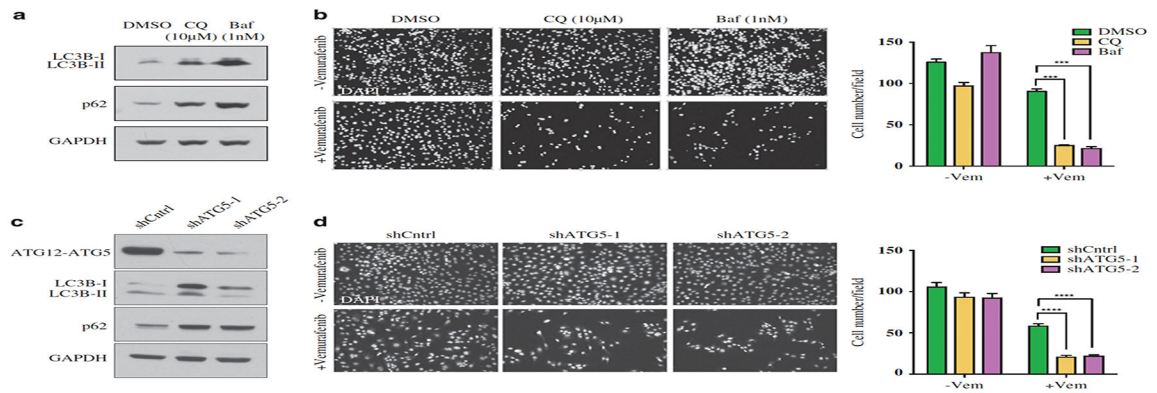 a
DMSO CQ Baf
(10μM) (1nM)
LC3B-I
LC3B-II
p62
GAPDH
b
DMSO CQ (10μM) Baf (1nM)
-Vemurafenib
DAPI
+Vemurafenib
DMSO
CQ
Baf
Cell number/field
150
100
50
0
***
***
-Vem +Vem
c
shCntrl shATG5-1 shATG5-2
ATG12-ATG5
LC3B-I
LC3B-II
p62
GAPDH
d
shCntrl shATG5-1 shATG5-2
-Vemurafenib
DAPI
+Vemurafenib
shCntrl
shATG5-1
shATG5-2
Cell number/field
150
100
50
0
****
****
-Vem +Vem